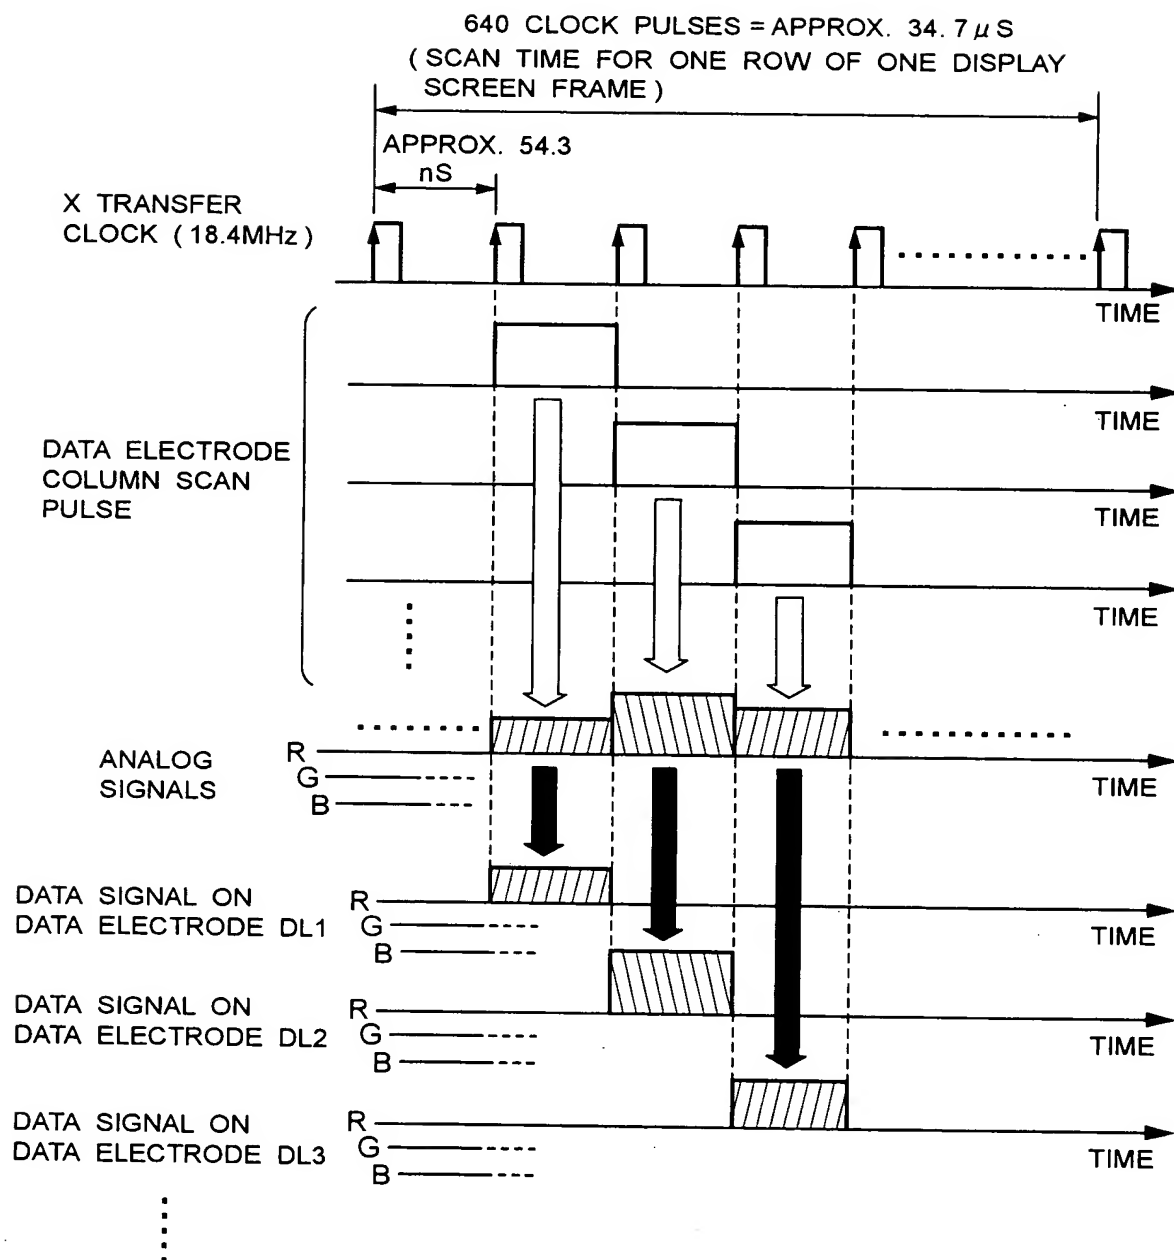 640 CLOCK PULSES = APPROX. 34.7 μ S
( SCAN TIME FOR ONE ROW OF ONE DISPLAY
SCREEN FRAME )
APPROX. 54.3
nS
X TRANSFER
CLOCK ( 18.4MHz )
TIME
TIME
DATA ELECTRODE
COLUMN SCAN
PULSE
TIME
TIME
ANALOG
SIGNALS
R
G
B
TIME
DATA SIGNAL ON
DATA ELECTRODE DL1
R
G
B
TIME
DATA SIGNAL ON
DATA ELECTRODE DL2
R
G
B
TIME
DATA SIGNAL ON
DATA ELECTRODE DL3
R
G
B
TIME